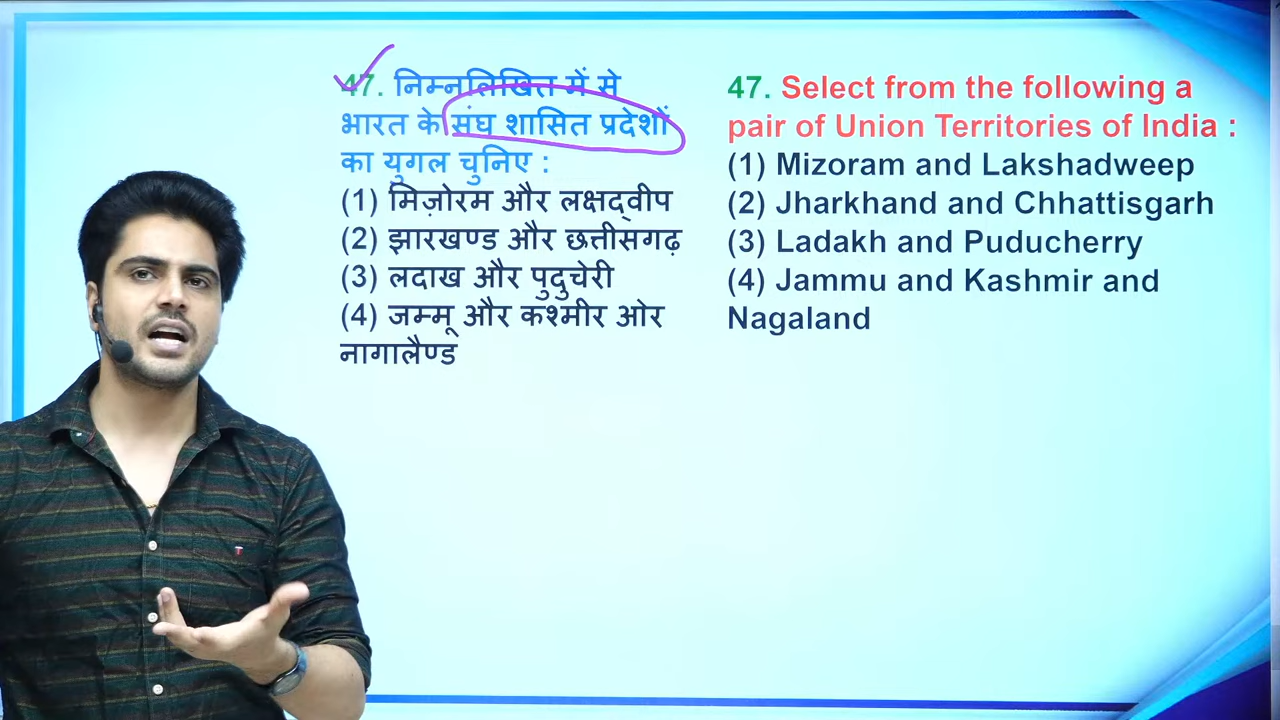 47. निम्नलिखित में से
भारत के संघ शासित प्रदेशों
का युगल चुनिए :
(1) मिज़ोरम और लक्षद्वीप
(2) झारखण्ड और छत्तीसगढ़
(3) लदाख और पुदुचेरी
(4) जम्मू और कश्मीर ओर
नागालैण्ड
47. Select from the following a
pair of Union Territories of India :
(1) Mizoram and Lakshadweep
(2) Jharkhand and Chhattisgarh
(3) Ladakh and Puducherry
(4) Jammu and Kashmir and
Nagaland